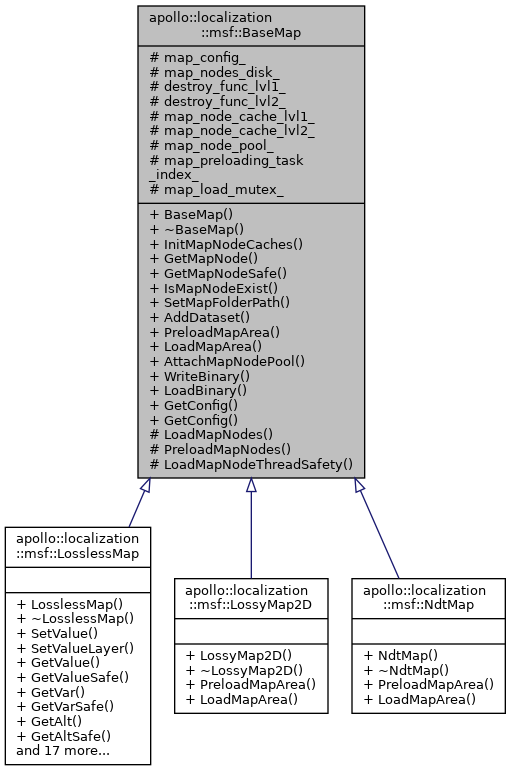 apollo::localization
::msf::BaseMap
# map_config_
# map_nodes_disk_
# destroy_func_lvl1_
# destroy_func_lvl2_
# map_node_cache_lvl1_
# map_node_cache_lvl2_
# map_node_pool_
# map_preloading_task
_index_
# map_load_mutex_
+ BaseMap()
+ ~BaseMap()
+ InitMapNodeCaches()
+ GetMapNode()
+ GetMapNodeSafe()
+ IsMapNodeExist()
+ SetMapFolderPath()
+ AddDataset()
+ PreloadMapArea()
+ LoadMapArea()
+ AttachMapNodePool()
+ WriteBinary()
+ LoadBinary()
+ GetConfig()
+ GetConfig()
# LoadMapNodes()
# PreloadMapNodes()
# LoadMapNodeThreadSafety()
apollo::localization
::msf::LosslessMap
+ LosslessMap()
+ ~LosslessMap()
+ SetValue()
+ SetValueLayer()
+ GetValue()
+ GetValueSafe()
+ GetVar()
+ GetVarSafe()
+ GetAlt()
+ GetAltSafe()
and 17 more...
apollo::localization
::msf::LossyMap2D
+ LossyMap2D()
+ ~LossyMap2D()
+ PreloadMapArea()
+ LoadMapArea()
apollo::localization
::msf::NdtMap
+ NdtMap()
+ ~NdtMap()
+ PreloadMapArea()
+ LoadMapArea()